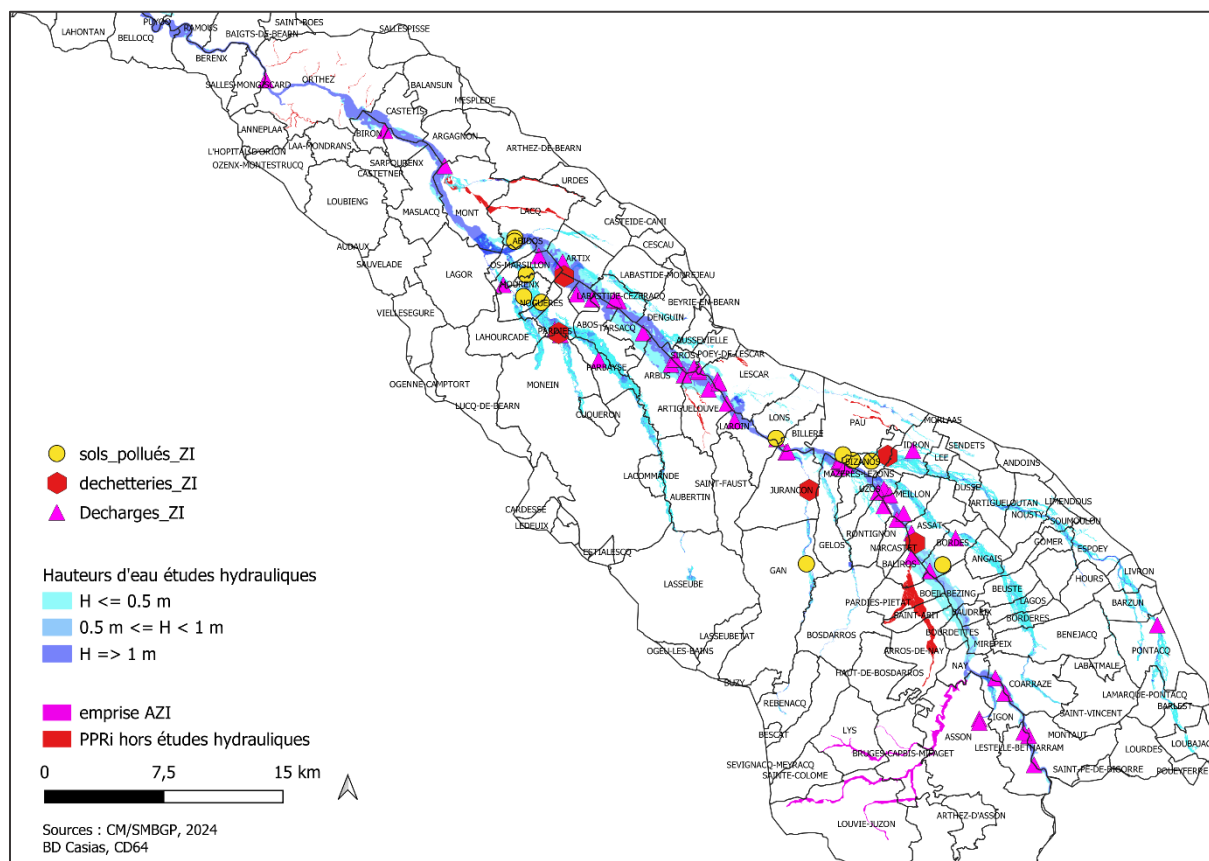 PUYOO
RAMOUS
SAINT-BOES
LAHONTAN
BELLOCQ
BAIGTS-DE-BEARN
SALLESPISSE
BERENX
SALLES-MONGISCARD
ORTHEZ
BALANSUN
MESPLEDE
CASTETIS
LANNEPLAA
BIRON
ARGAGNON
LAA-MONDRANS
L'HOPITAL-D'ORION
ARTHEZ-DE-BEARN
OZENX-MONTESTRUCQ
SARPOURENX
CASTETNER
URDES
LOUBIENG
MASLACQ
MONT
LACQ
CASTEIDE-CAMI
AUDAUX
ABIDOS
CESCAU
SAUVELADE
OS-MARSILLON
ARTIX
LAGOR
LABASTIDE-MONREJEAU
MOURENX
LABASTIDE-CEZERACQ
BEYRIE-EN-BEARN
NOGUERES
VIELLESEGURE
DENGUIN
ABOS
TARSACQ
LAHOURCADE
PARDIES
AUSSEVIELLE
SIROS
POEY-DE-LESCAR
PARBAYSE
ARBUS
LESCAR
OGENNE-CAMPTORT
MONEIN
LUCQ-DE-BEARN
CUQUERON
ARTIGUELOUVE
LAROIN
LONS
BILLERE
PAU
MORLAAS
IDRON
SENDETS
LEE
BIZANOS
ANDOINS
MAZERES-LEZONS
LACOMMANDE
SAINT-FAUST
JURANCON
UZOS
MEILLON
OUSSE
ARTIGUELOUTAN
LIMENDOUS
AUBERTIN
NOUSTY
SOUMOULOU
CARDESSE
LEDEUIX
RONTIGNON
ASSAT
GELOS
NARCASTET
BORDES
GOMER
ESPOEY
ESTIALESCQ
ANGAIS
GAN
BALIROS
LIVRON
HOURS
LASSEUBE
BOEIL-BEZING
BEUSTE
BARZUN
PARDIES-PIETAT
LAGOS
SAINT-ABIT
BAUDREIX
BORDERES
LASSEUBETAT
BOSDARROS
BOURDETTES
BENEJACQ
OGEU-LES-BAINS
ARROS-DE-NAY
MIREPEIX
PONTACQ
NAY
LABATMALE
BUZY
HAUT-DE-BOSDARROS
COARRAZE
LAMARQUE-PONTACQ
REBENACQ
BARLEST
IGON
SAINT-VINCENT
BESCAT
LYS
ASSON
MONTAUT
LOUBAJAC
BRUGES-CAPBIS-MIFAGET
LESTELLE-BETHARRAM
LOURDES
SEVIGNACQ-MEYRACQ
SAINT-PE-DE-BIGORRE
POUEYFERRE
SAINTE-COLOME
ARTHEZ-D'ASSON
LOUVIE-JUZON
sols_pollués_ZI
dechetteries_ZI
Decharges_ZI
Hauteurs d'eau études hydrauliques
H <= 0.5 m
0.5 m <= H < 1 m
H => 1 m
emprise AZI
PPRi hors études hydrauliques
0 7,5 15 km
Sources : CM/SMBGP, 2024
BD Casias, CD64